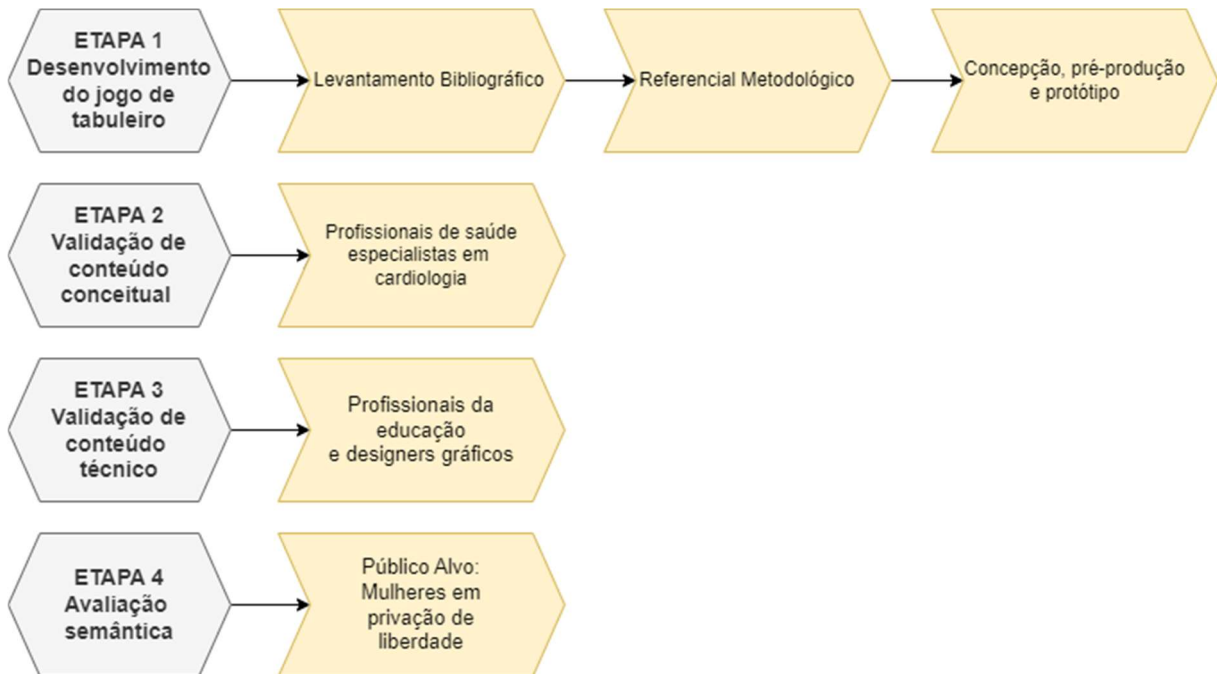 ETAPA 1
Desenvolvimento
do jogo de
tabuleiro
Levantamento Bibliográfico
Referencial Metodológico
Concepção, pré-produção
e protótipo
ETAPA 2
Validação de
conteúdo
conceitual
Profissionais de saúde
especialistas em
cardiologia
ETAPA 3
Validação de
conteúdo
técnico
Profissionais da
educação
e designers gráficos
ETAPA 4
Avaliação
semântica
Público Alvo:
Mulheres em
privação de
liberdade